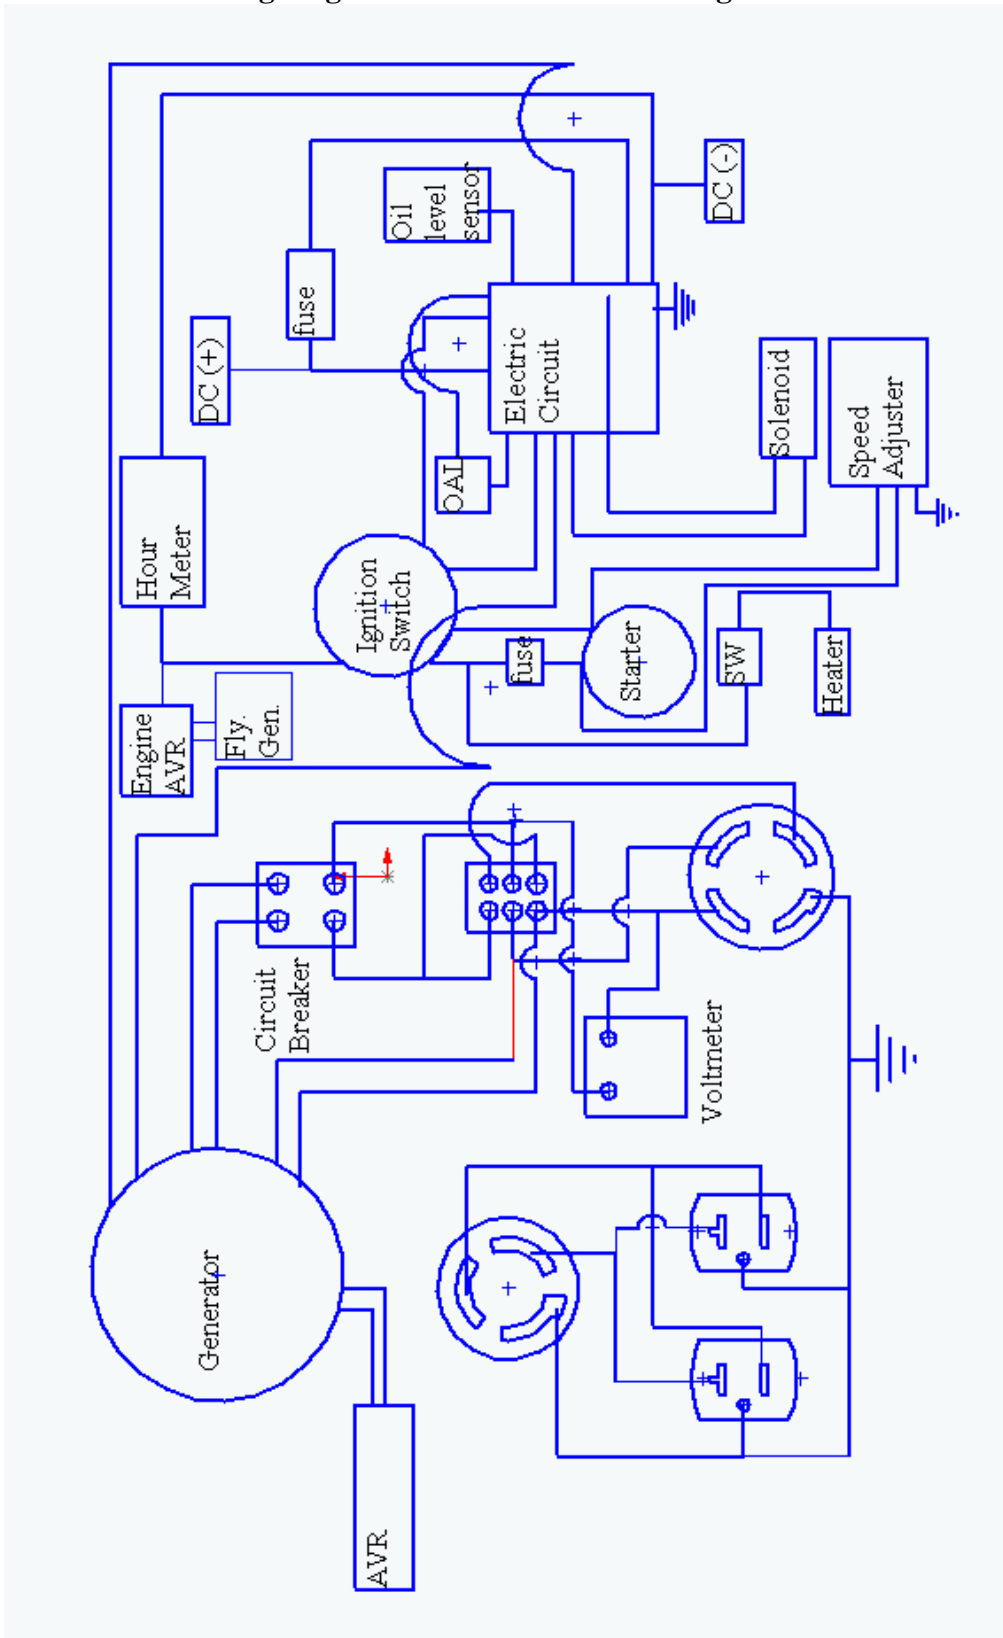 DC (-)
Oil
level
sensor
fuse
DC (+)
Electric
Circuit
Solenoid
Speed
Adjuster
OAL
Hour
Meter
Ignition
Switch
fuse
Starter
SW
Heater
Engine
AVR
Fly.
Gen.
Circuit
Breaker
Voltmeter
Generator
AVR